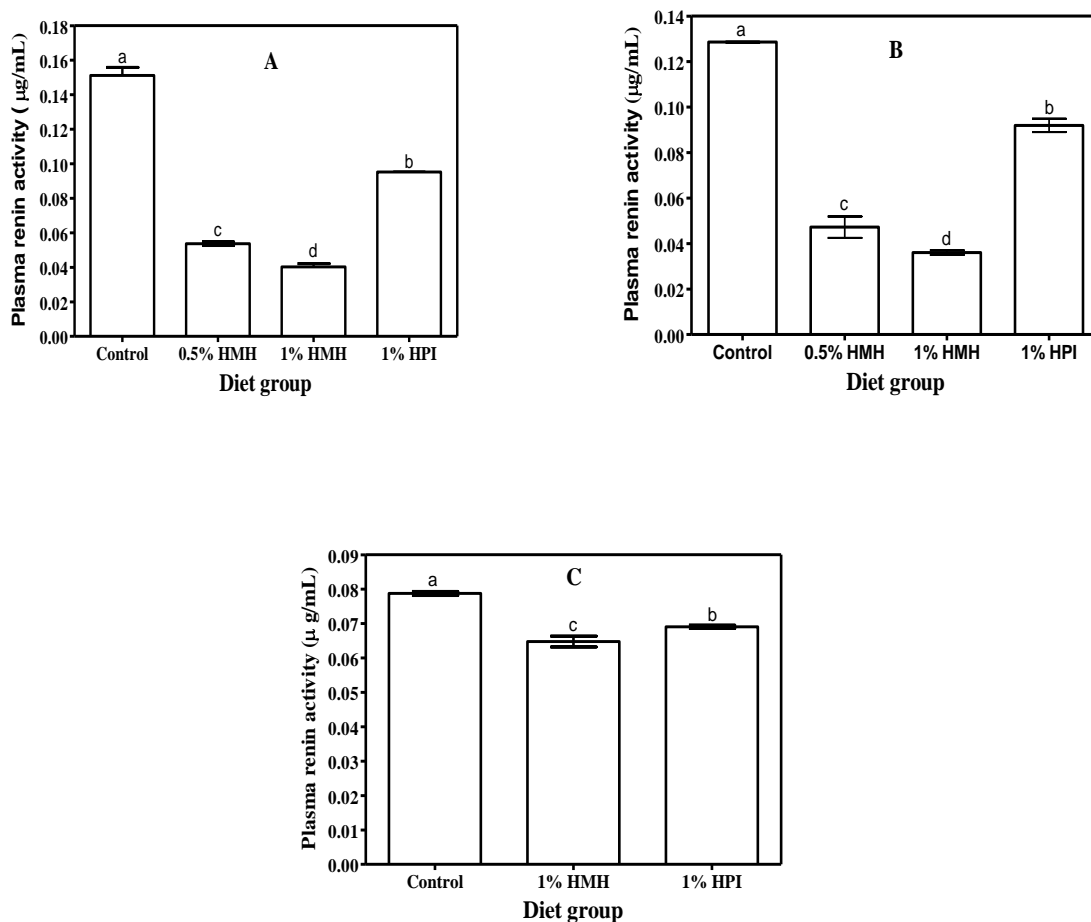 A
Plasma renin activity ( μg/mL)
0.18
0.16
0.14
0.12
0.10
0.08
0.06
0.04
0.02
0.00
a
c
d
b
Control 0.5% HMH 1% HMH 1% HPI
Diet group
B
Plasma renin activity (μg/mL)
0.14
0.12
0.10
0.08
0.06
0.04
0.02
0.00
a
c
d
b
Control 0.5% HMH 1% HMH 1% HPI
Diet group
C
Plasma renin activity (μ g/mL)
0.09
0.08
0.07
0.06
0.05
0.04
0.03
0.02
0.01
0.00
a
c
b
Control 1% HMH 1% HPI
Diet group